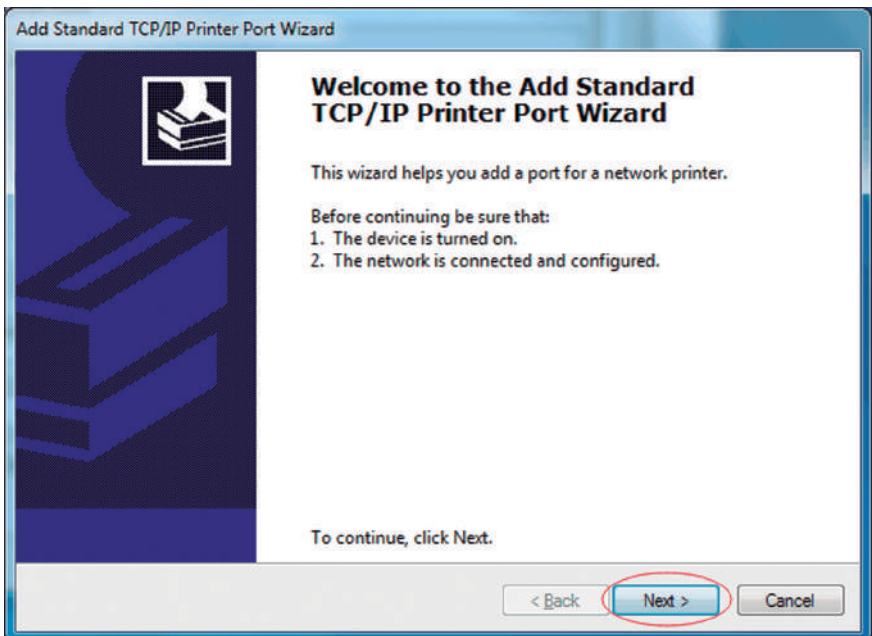 Add Standard TCP/IP Printer Port Wizard
Welcome to the Add Standard
TCP/IP Printer Port Wizard
This wizard helps you add a port for a network printer.
Before continuing be sure that:
1. The device is turned on.
2. The network is connected and configured.
To continue, click Next.
< Back Next > Cancel